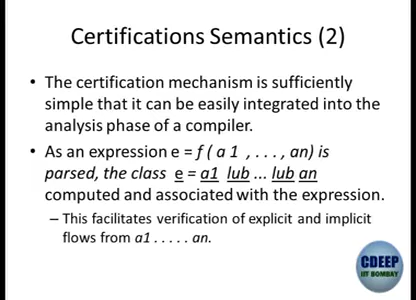 Certifications Semantics (2)
• The certification mechanism is sufficiently
simple that it can be easily integrated into the
analysis phase of a compiler.
• As an expression e = f ( a 1 , . . . , an) is
parsed, the class e = a1 lub ... lub an
computed and associated with the expression.
– This facilitates verification of explicit and implicit
flows from a1 . . . . . an.
CDEEP
IIT BOMBAY